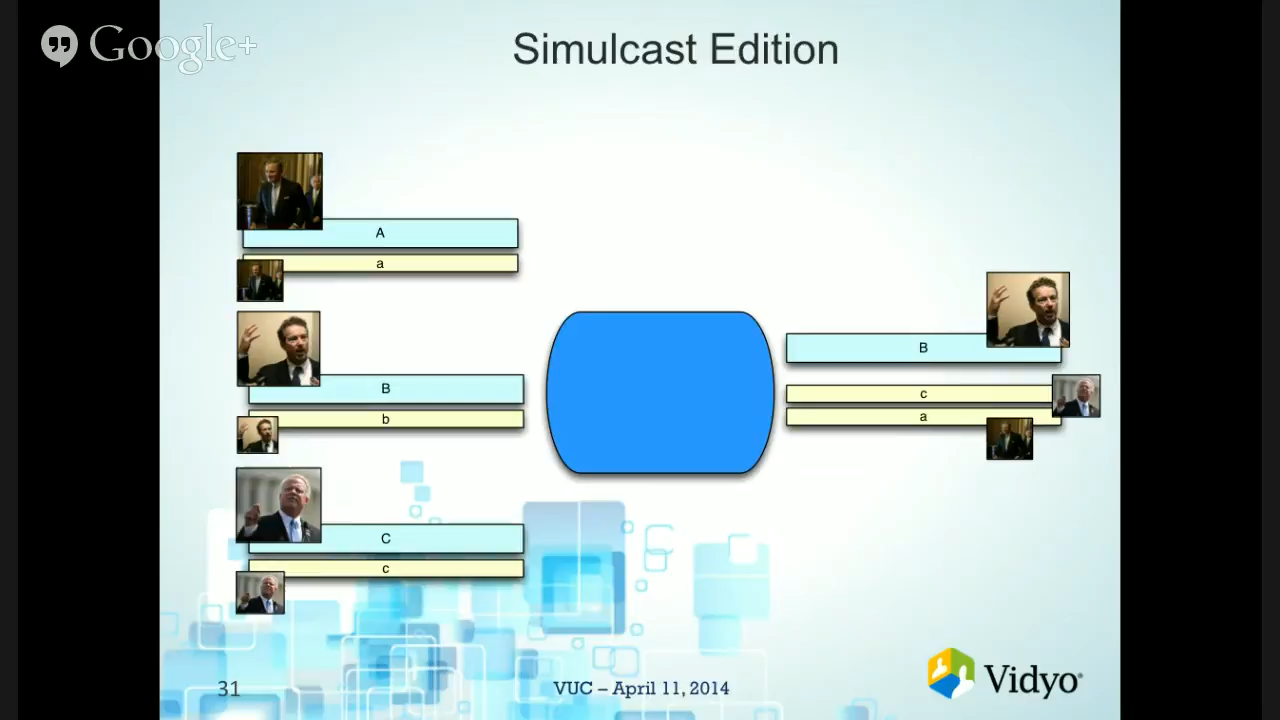 Google+
Simulcast Edition
A
a
B
b
C
c
B
c
a
31
VUC – April 11, 2014
Vidyo